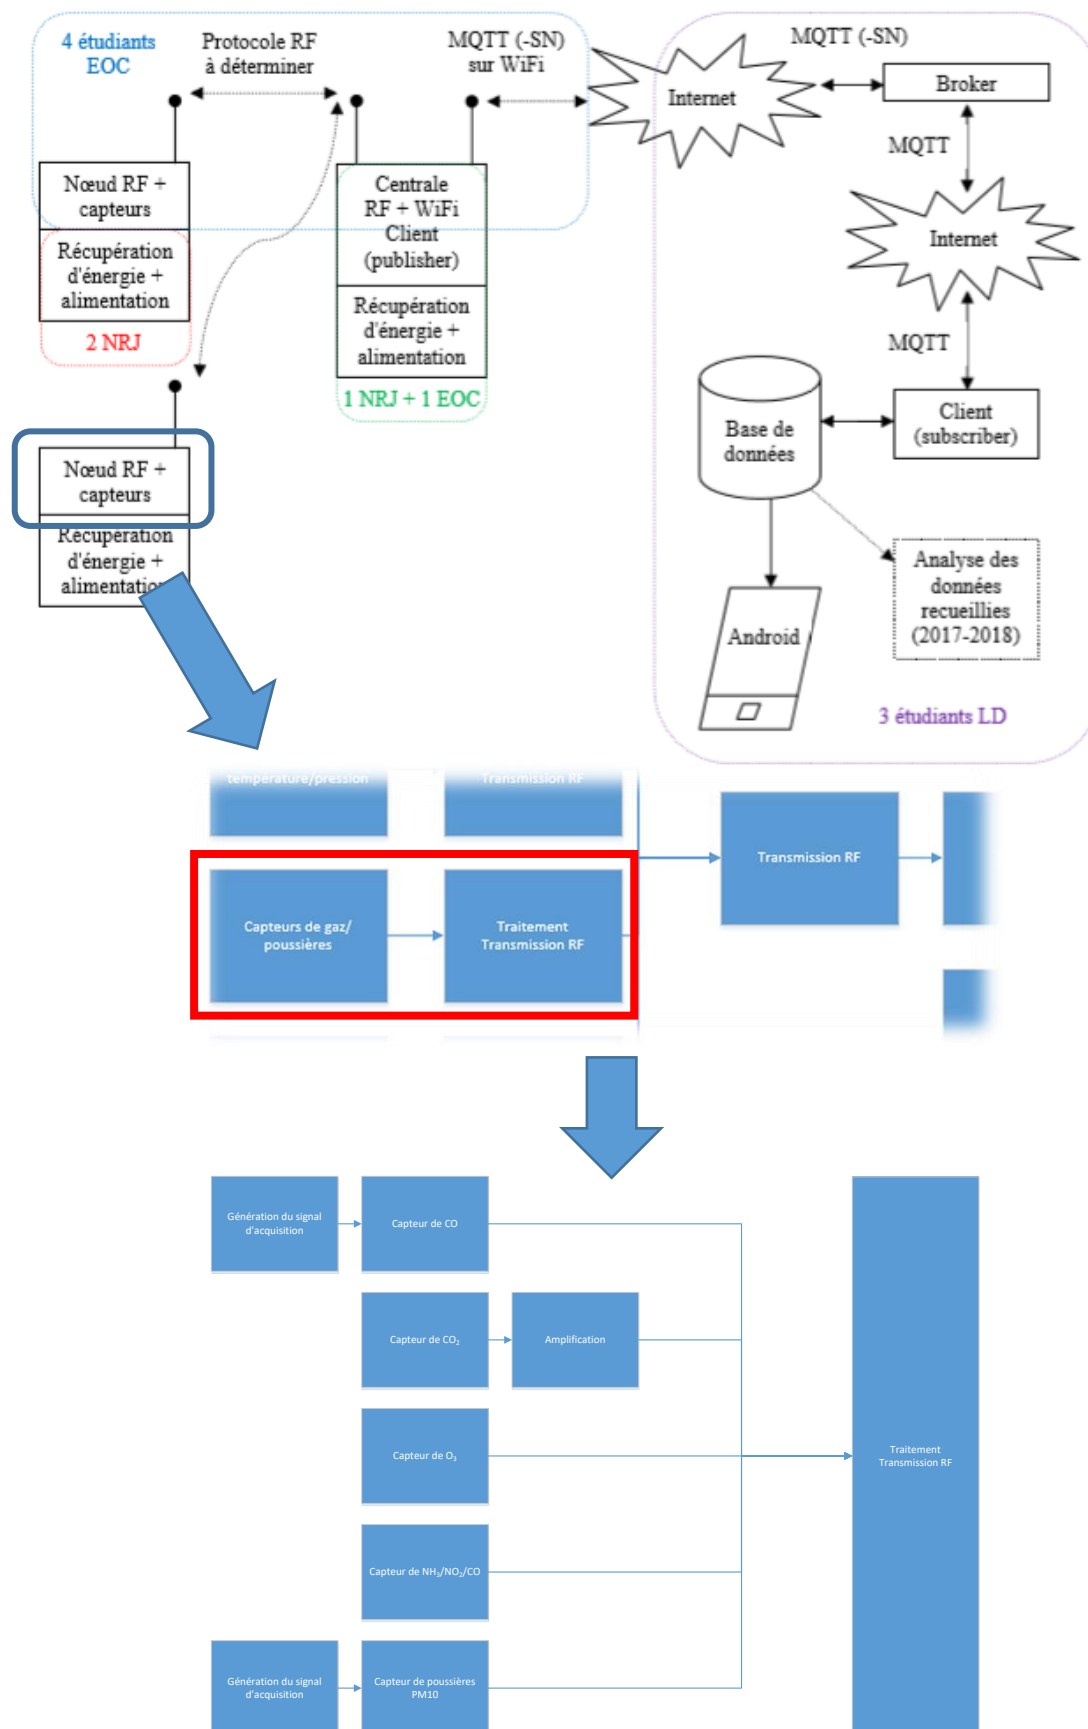 4 étudiants
EOC
Protocole RF
à déterminer
MQTT (-SN)
sur WiFi
MQTT (-SN)
Internet
Broker
MQTT
Internet
MQTT
Nœud RF +
capteurs
Récupération
d'énergie +
alimentation
2 NRJ
Centrale
RF + WiFi
Client
(publisher)
Récupération
d'énergie +
alimentation
1 NRJ + 1 EOC
Nœud RF +
capteurs
Récupération
d'énergie +
alimentation
Base de
données
Client
(subscriber)
Analyse des
données
recueillies
(2017-2018)
Android
3 étudiants LD
température/pression
Transmission RF
Transmission RF
Capteurs de gaz/
poussières
Traitement
Transmission RF
Génération du signal
d'acquisition
Capteur de CO
Capteur de CO₂
Amplification
Capteur de O₃
Traitement
Transmission RF
Capteur de NH₃/NO₂/CO
Génération du signal
d'acquisition
Capteur de poussières
PM10